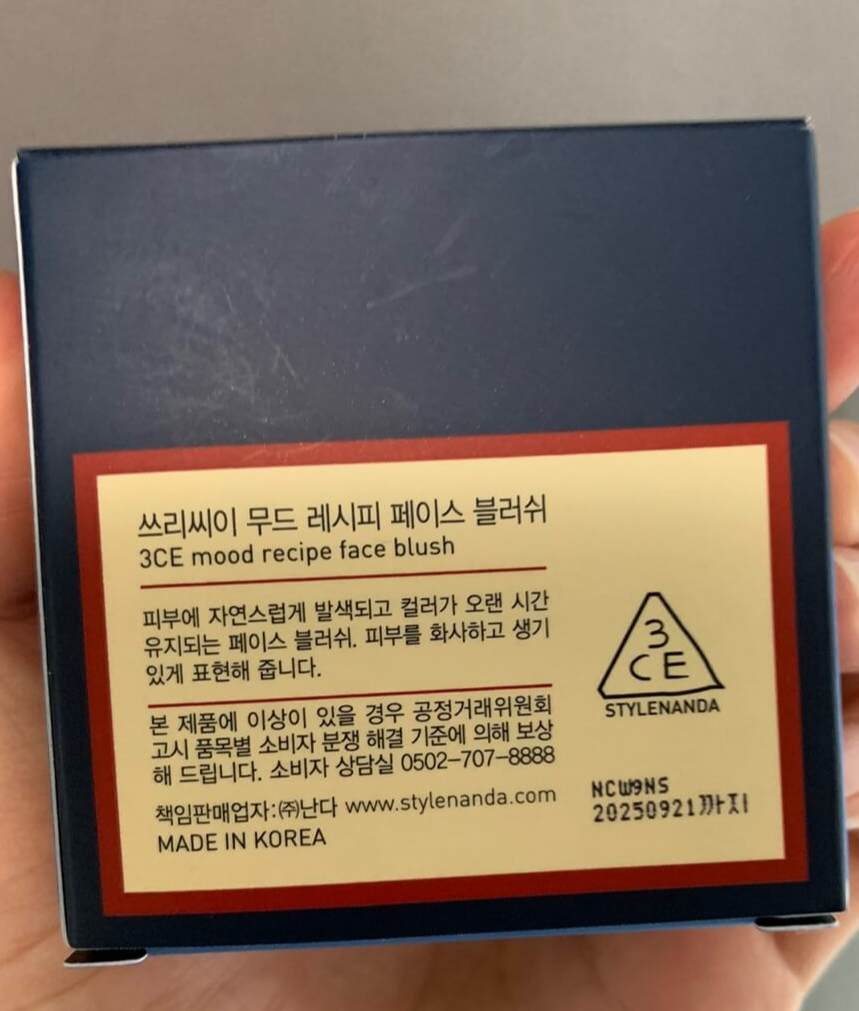 쓰리씨이 무드 레시피 페이스 블러쉬
3CE mood recipe face blush
피부에 자연스럽게 발색되고 컬러가 오랜 시간
유지되는 페이스 블러쉬. 피부를 화사하고 생기
있게 표현해 줍니다.
본 제품에 이상이 있을 경우 공정거래위원회
고시 품목별 소비자 분쟁 해결 기준에 의해 보상
해 드립니다. 소비자 상담실 0502-707-8888
책임판매업자:㈜난다 www.stylenanda.com
MADE IN KOREA
3
CE
STYLENANDA
NCW9NS
20250921까지